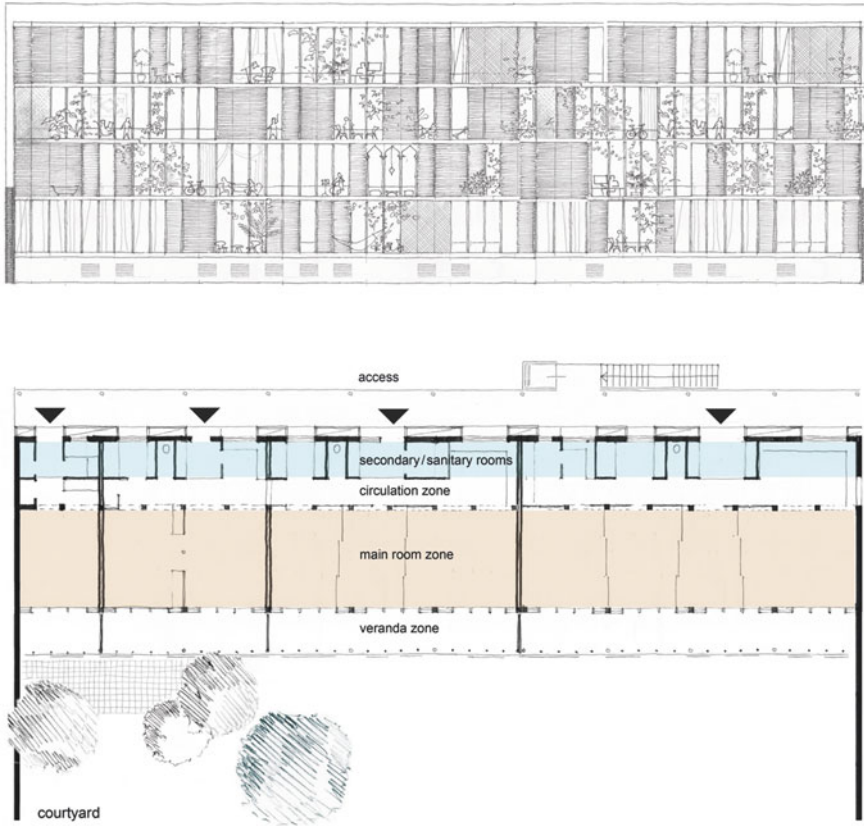 access
secondary/sanitary rooms
circulation zone
main room zone
veranda zone
courtyard